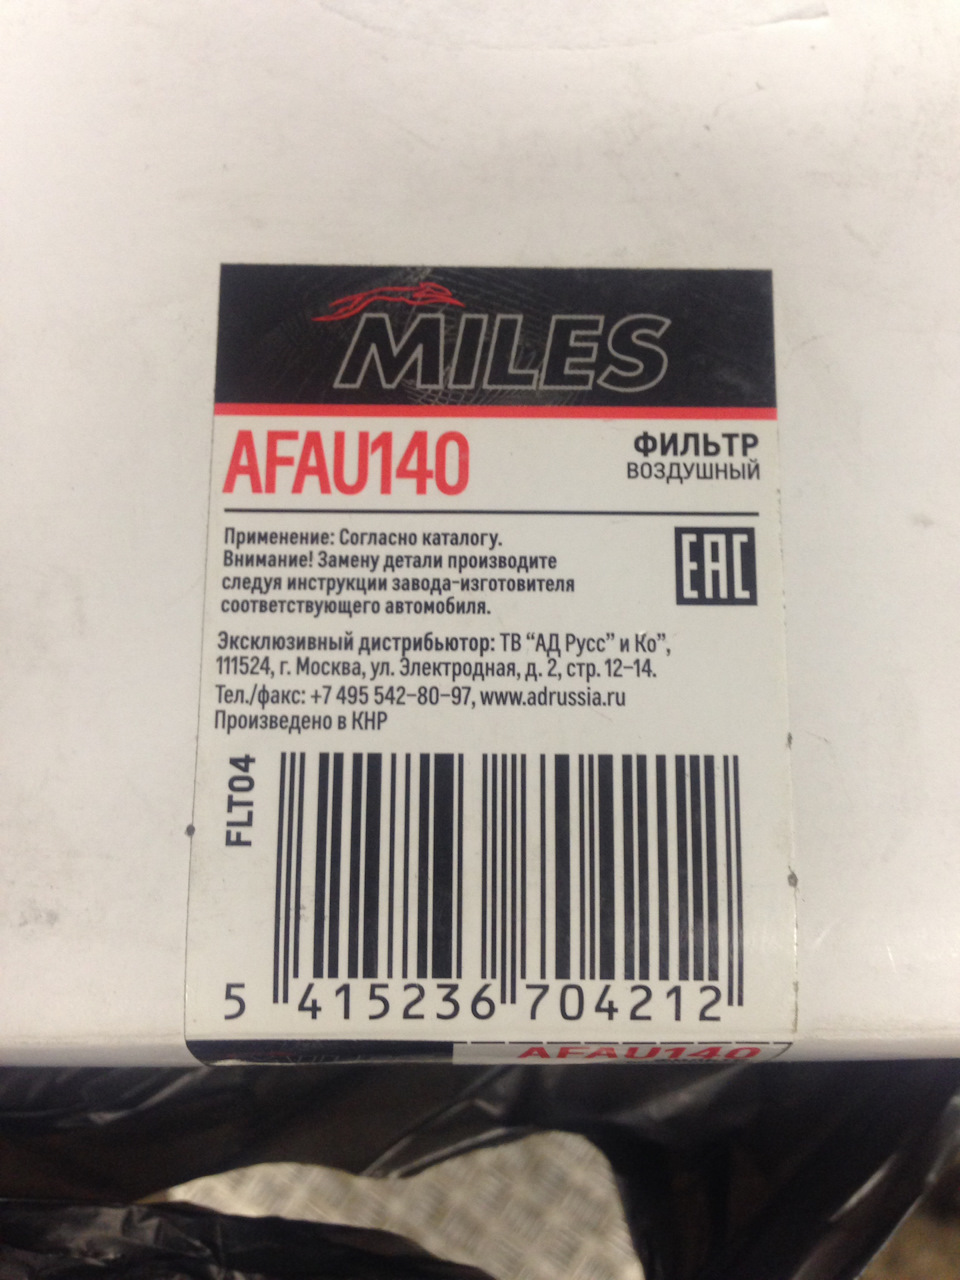 MILES
AFAU140
ФИЛЬТР
ВОЗДУШНЫЙ
Применение: Согласно каталогу.
Внимание! Замену детали производите
следуя инструкции завода-изготовителя
соответствующего автомобиля.
EAC
Эксклюзивный дистрибьютор: ТВ “АД Русс” и Ко”,
111524, г. Москва, ул. Электродная, д. 2, стр. 12-14.
Тел./факс: +7 495 542-80-97, www.adrussia.ru
Произведено в КНР
FLT04
5 415236 704212
AFAU140